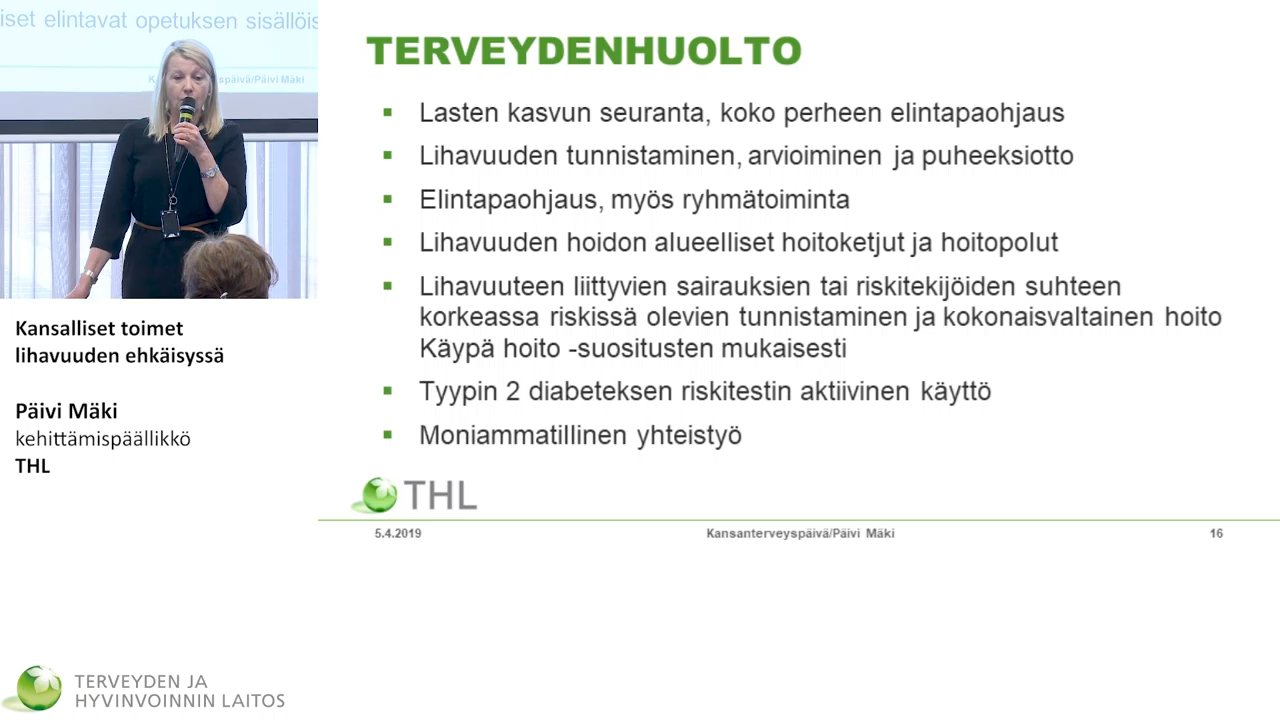 iset elintavat opetuksen sisällöis
K
späivä/Päivi Mäki
Kansalliset toimet
lihavuuden ehkäisyssä
Päivi Mäki
kehittämispäällikkö
THL
TERVEYDENHUOLTO
Lasten kasvun seuranta, koko perheen elintapaohjaus
Lihavuuden tunnistaminen, arvioiminen ja puheeksiotto
Elintapaohjaus, myös ryhmätoiminta
Lihavuuden hoidon alueelliset hoitoketjut ja hoitopolut
Lihavuuteen liittyvien sairauksien tai riskitekijöiden suhteen
korkeassa riskissä olevien tunnistaminen ja kokonaisvaltainen hoito
Käypä hoito -suositusten mukaisesti
Tyypin 2 diabeteksen riskitestin aktiivinen käyttö
Moniammatillinen yhteistyö
THL
5.4.2019 Kansanterveyspäivä/Päivi Mäki 16
TERVEYDEN JA
HYVINVOINNIN LAITOS